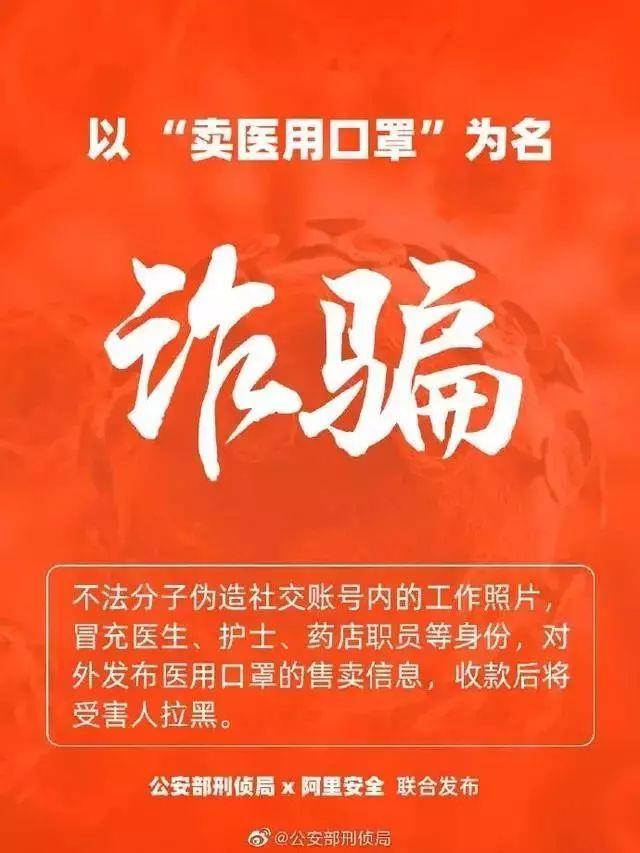 以“卖医用口罩”为名
诈骗
不法分子伪造社交账号内的工作照片，
冒充医生、护士、药店职员等身份，对
外发布医用口罩的售卖信息，收款后将
受害人拉黑。
公安部刑侦局 x 阿里安全 联合发布
@公安部刑侦局